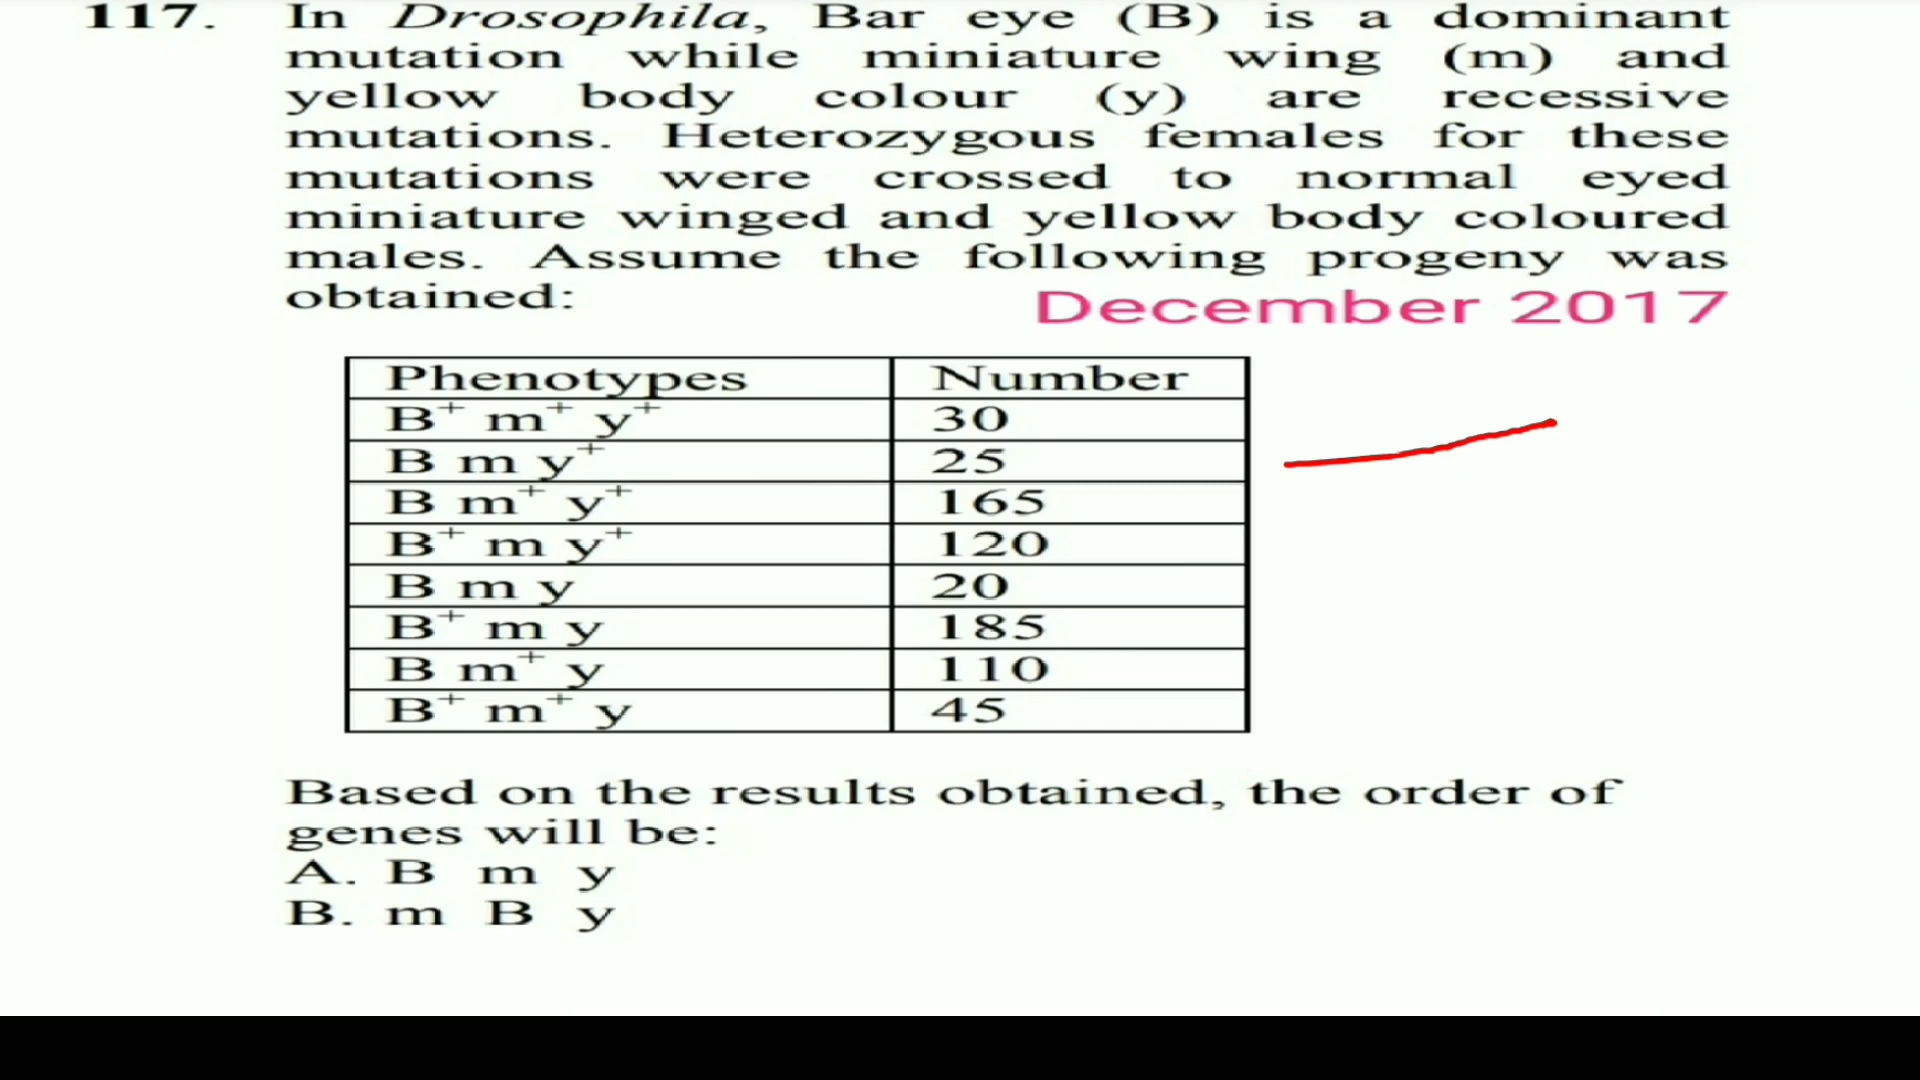 117. In Drosophila, Bar eye (B) is a dominant
mutation while miniature wing (m) and
yellow body colour (y) are recessive
mutations. Heterozygous females for these
mutations were crossed to normal eyed
miniature winged and yellow body coloured
males. Assume the following progeny was
obtained:
December 2017
Phenotypes Number
B⁺ m⁺ y⁺ 30
B m y⁺ 25
B m⁺ y⁺ 165
B⁺ m y⁺ 120
B m y 20
B⁺ m y 185
B m⁺ y 110
B⁺ m⁺ y 45
Based on the results obtained, the order of
genes will be:
A. B m y
B. m B y